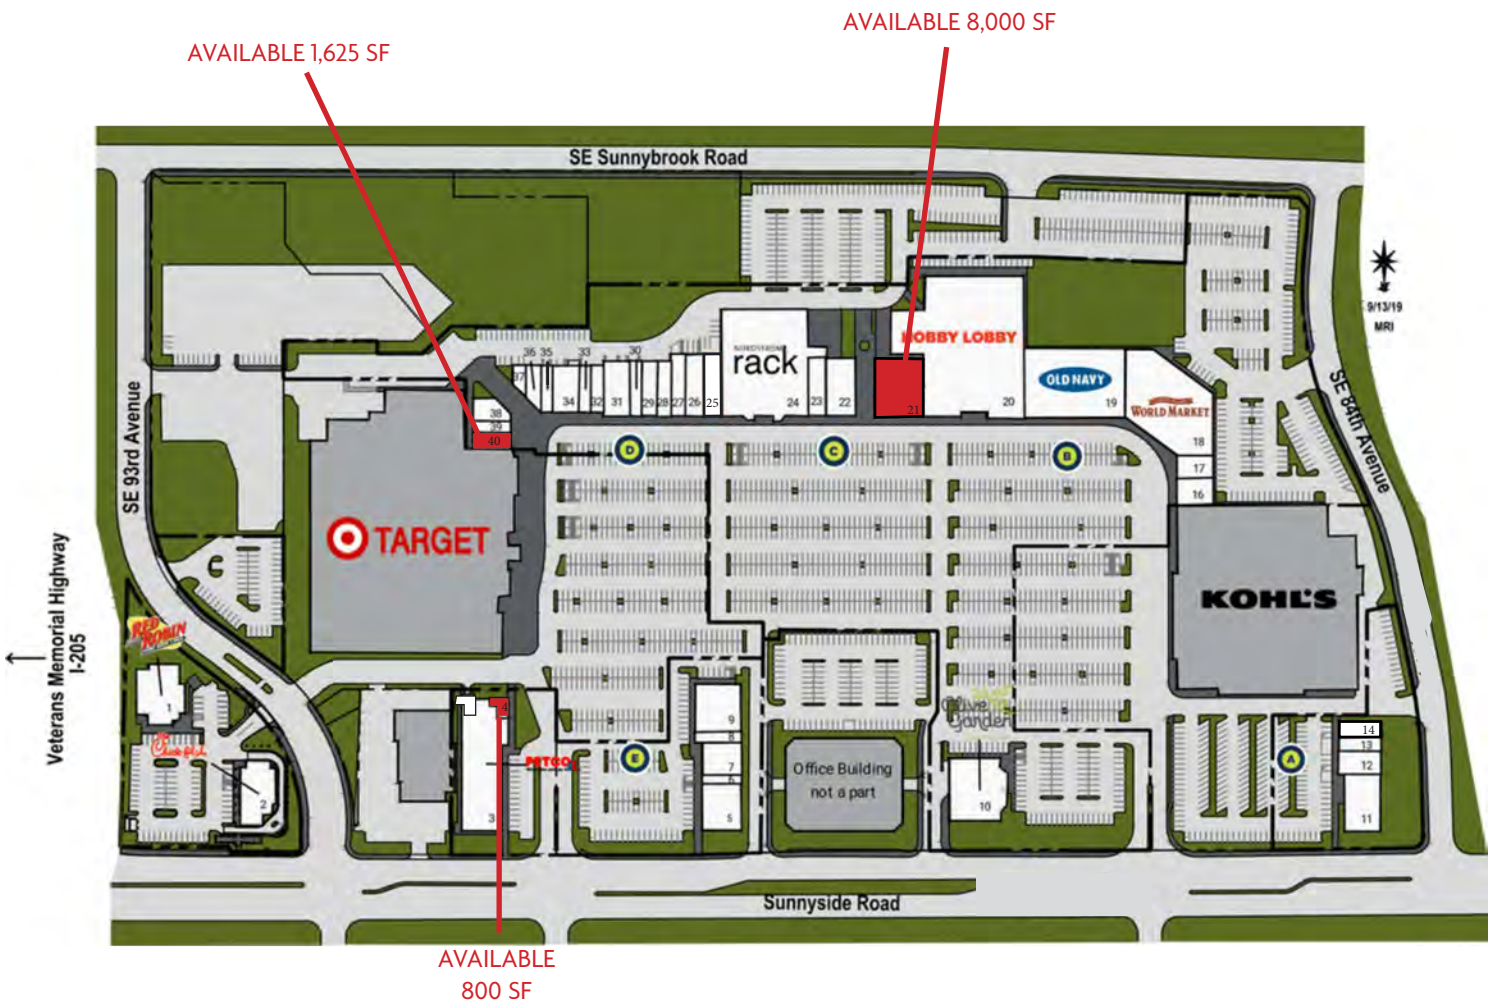 AVAILABLE 8,000 SF
AVAILABLE 1,625 SF
SE Sunnybrook Road
9/13/19
MRI
HOBBY LOBBY
NORDSTROM
rack
36
35
33
30
37
34
32
31
29
28
27
26
25
24
23
22
21
20
OLD NAVY
19
WORLD MARKET
18
17
16
38
39
40
SE 93rd Avenue
SE 84th Avenue
D
C
B
TARGET
KOHL'S
Veterans Memorial Highway
I-205
RED ROBIN
1
Chick-fil-A
2
4
PETCO
3
E
9
8
7
6
5
Office Building
not a part
Olive
Garden
10
A
14
13
12
11
Sunnyside Road
AVAILABLE
800 SF